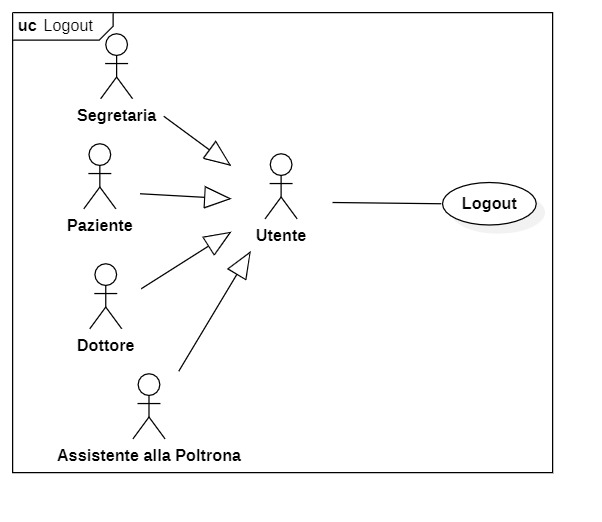 uc Logout
Segretaria
Paziente
Utente
Logout
Dottore
Assistente alla Poltrona